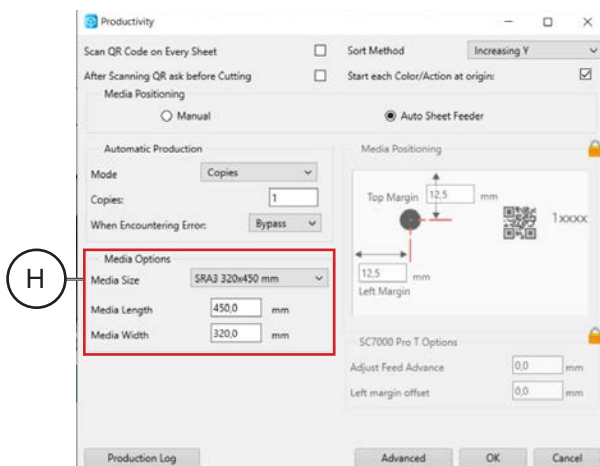 Productivity
Scan QR Code on Every Sheet
Sort Method Increasing Y
After Scanning QR ask before Cutting
Start each Color/Action at origin:
Media Positioning
Manual
Auto Sheet Feeder
Automatic Production
Mode Copies
Copies: 1
When Encountering Error: Bypass
Media Positioning
Top Margin 12,5 mm
1xxxx
12,5 mm
Left Margin
H
Media Options
Media Size SRA3 320x450 mm
Media Length 450,0 mm
Media Width 320,0 mm
SC7000 Pro T Options
Adjust Feed Advance 0,0 mm
Left margin offset 0,0 mm
Production Log
Advanced
OK
Cancel